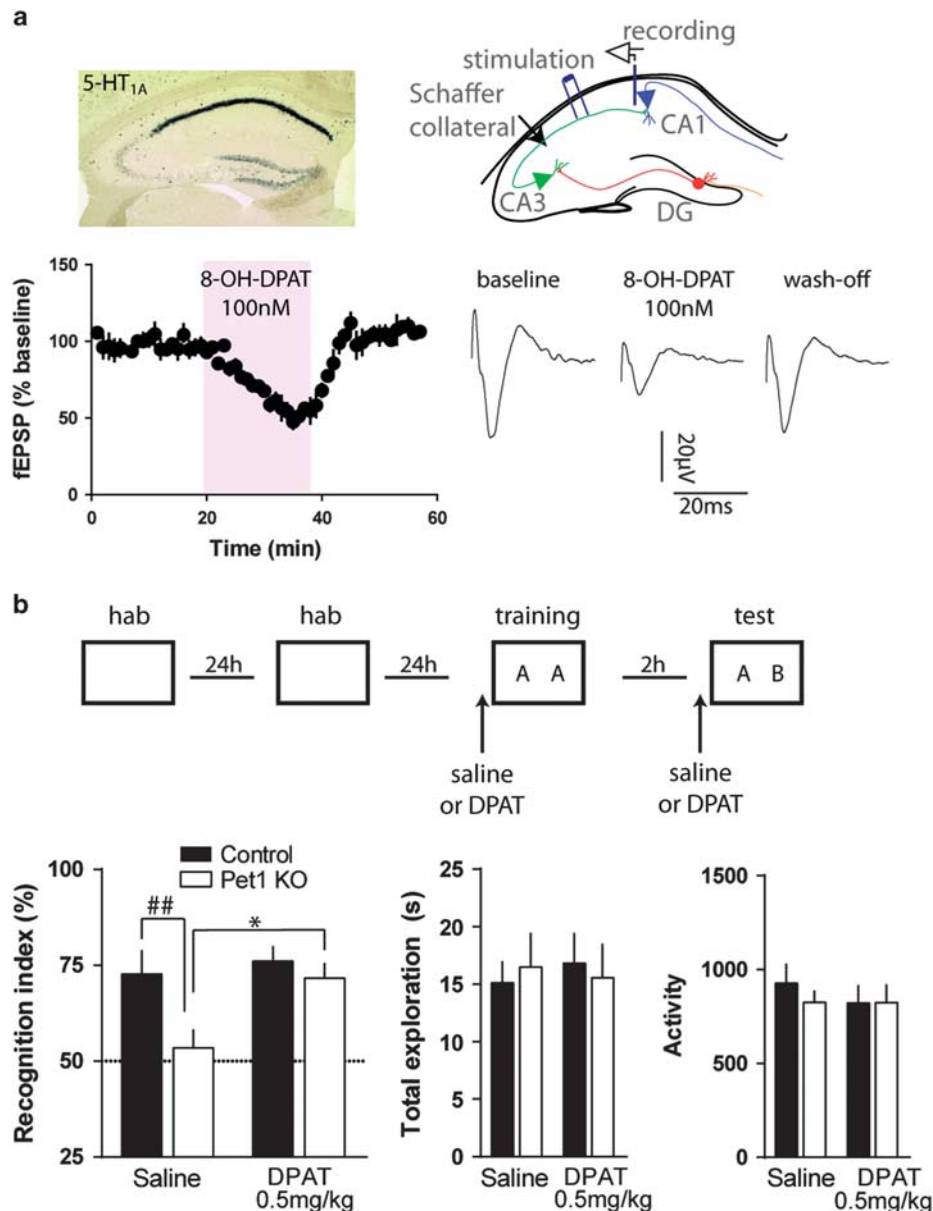 a
5-HT1A
recording
stimulation
Schaffer
collateral
CA1
CA3
DG
150
100
50
0
fEPSP (% baseline)
8-OH-DPAT
100nM
0
20
40
60
Time (min)
baseline
8-OH-DPAT
100nM
wash-off
20µV
20ms
b
hab
hab
training
test
24h
24h
2h
A A
A B
saline
or DPAT
saline
or DPAT
Control
Pet1 KO
100
75
50
25
Recognition index (%)
##
*
Saline
DPAT
0.5mg/kg
25
20
15
10
5
0
Total exploration (s)
Saline
DPAT
0.5mg/kg
1500
1000
500
0
Activity
Saline
DPAT
0.5mg/kg